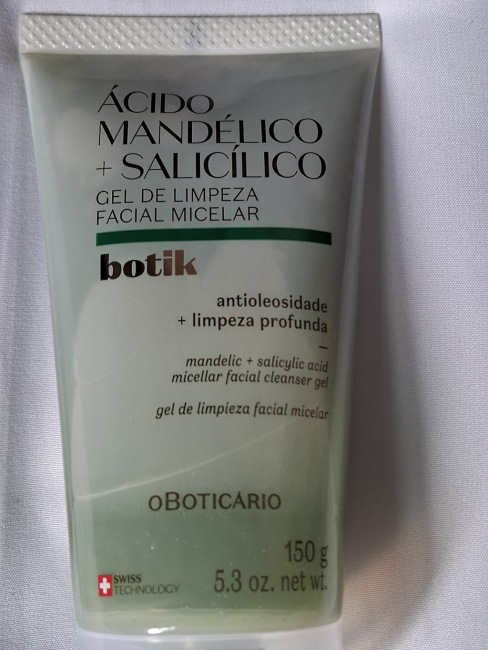 ÁCIDO
MANDÉLICO
+ SALICÍLICO
GEL DE LIMPEZA
FACIAL MICELAR
botik
antioleosidade
+ limpeza profunda
mandelic + salicylic acid
micellar facial cleanser gel
gel de limpieza facial micelar
oBOTICÁRIO
150 g
5.3 oz. net wt.
SWISS
TECHNOLOGY